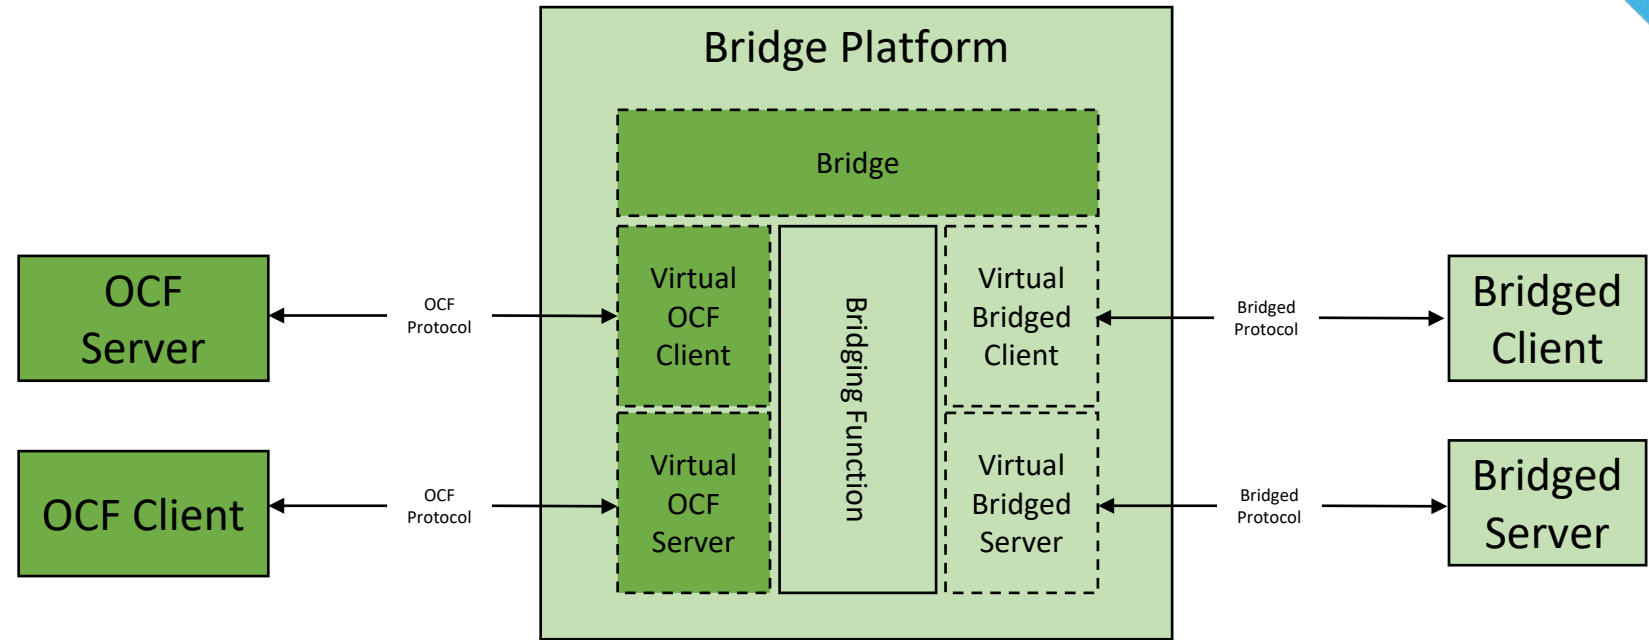 Bridge Platform
Bridge
OCF
Server
OCF
Protocol
Virtual
OCF
Client
Bridging Function
Virtual
Bridged
Client
Bridged
Protocol
Bridged
Client
OCF Client
OCF
Protocol
Virtual
OCF
Server
Virtual
Bridged
Server
Bridged
Protocol
Bridged
Server